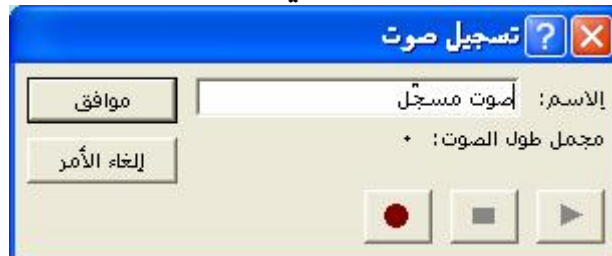 تسجيل صوت
الاسم: صوت مسجّل
موافق
مجمل طول الصوت: ٠
إلغاء الأمر